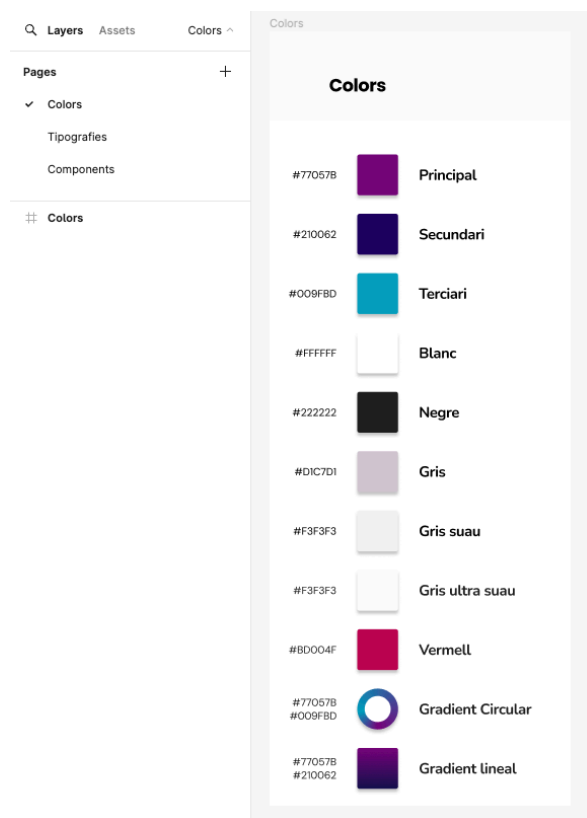 Layers Assets Colors
Pages
Colors
Tipografies
Components
Colors
Colors
Colors
#77057B Principal
#210062 Secundari
#009FBD Terciari
#FFFFFF Blanc
#222222 Negre
#D1C7D1 Gris
#F3F3F3 Gris suau
#F3F3F3 Gris ultra suau
#BD004F Vermell
#77057B
#009FBD Gradient Circular
#77057B
#210062 Gradient lineal